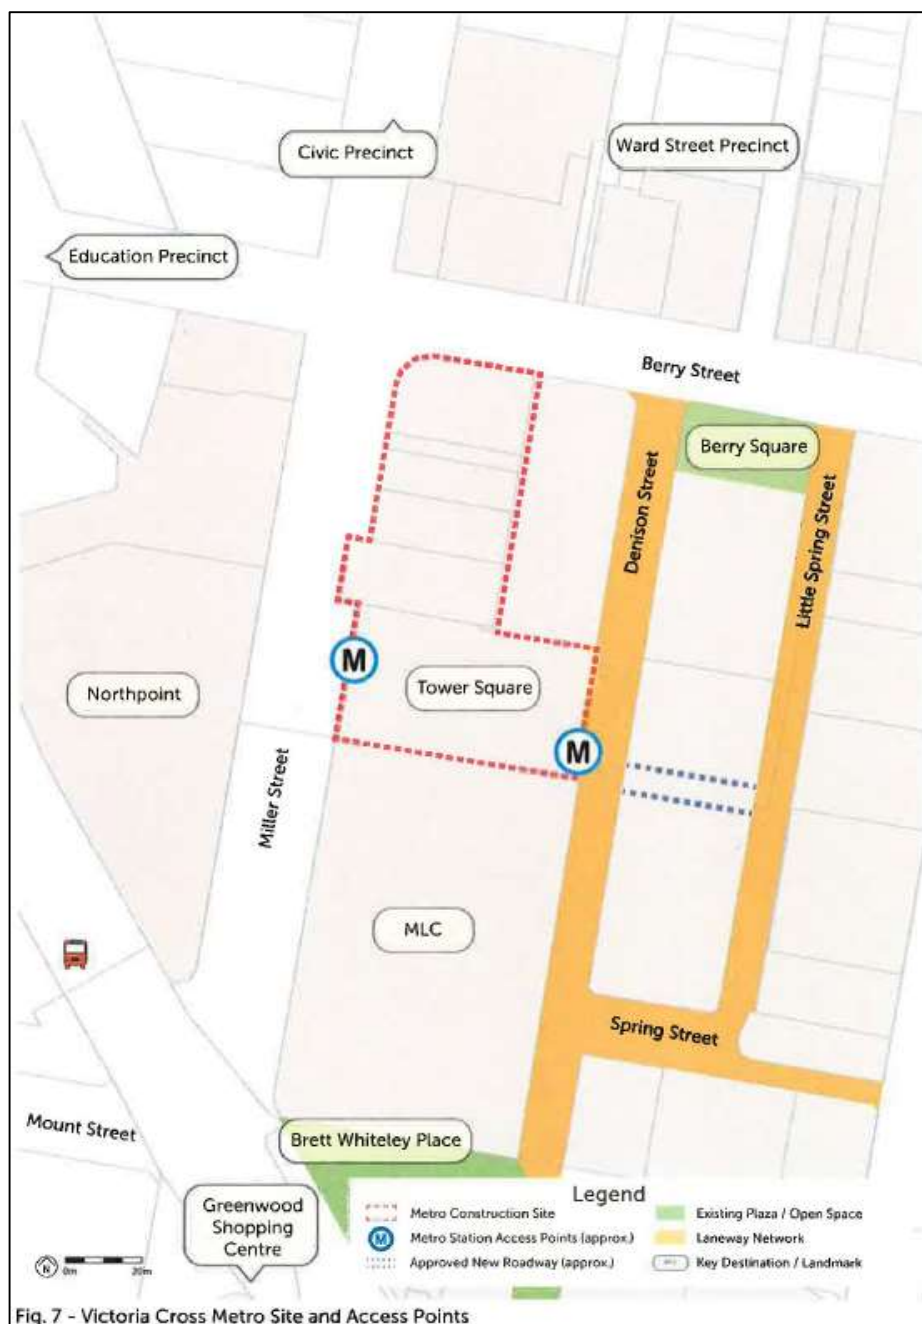 Civic Precinct
Ward Street Precinct
Education Precinct
Berry Street
Berry Square
Denison Street
Little Spring Street
M
Northpoint
Tower Square
M
Miller Street
MLC
Spring Street
Mount Street
Brett Whiteley Place
Greenwood
Shopping
Centre
Legend
Metro Construction Site
Existing Plaza / Open Space
M Metro Station Access Points (approx.)
Laneway Network
Approved New Roadway (approx.)
Key Destination / Landmark
N
0m 20m
Fig. 7 - Victoria Cross Metro Site and Access Points